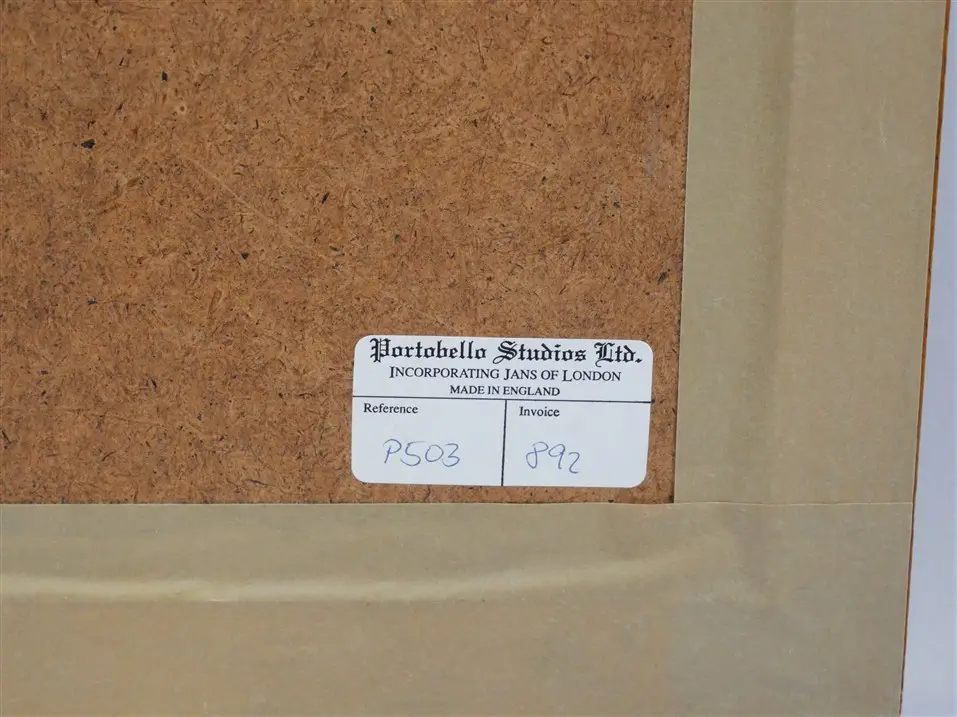 Portobello Studios Ltd.
INCORPORATING JANS OF LONDON
MADE IN ENGLAND
Reference Invoice
P503 892